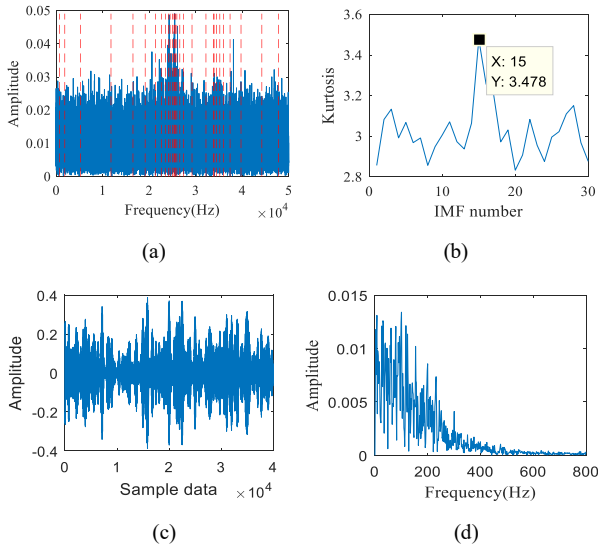 0.05
0.04
0.03
0.02
0.01
0
Amplitude
0 1 2 3 4 5
Frequency(Hz) ×10^4
(a)
3.6
3.4
3.2
3
2.8
Kurtosis
X: 15
Y: 3.478
0 10 20 30
IMF number
(b)
0.4
0.2
0
-0.2
-0.4
Amplitude
0 1 2 3 4
Sample data ×10^4
(c)
0.015
0.01
0.005
0
Amplitude
0 200 400 600 800
Frequency(Hz)
(d)